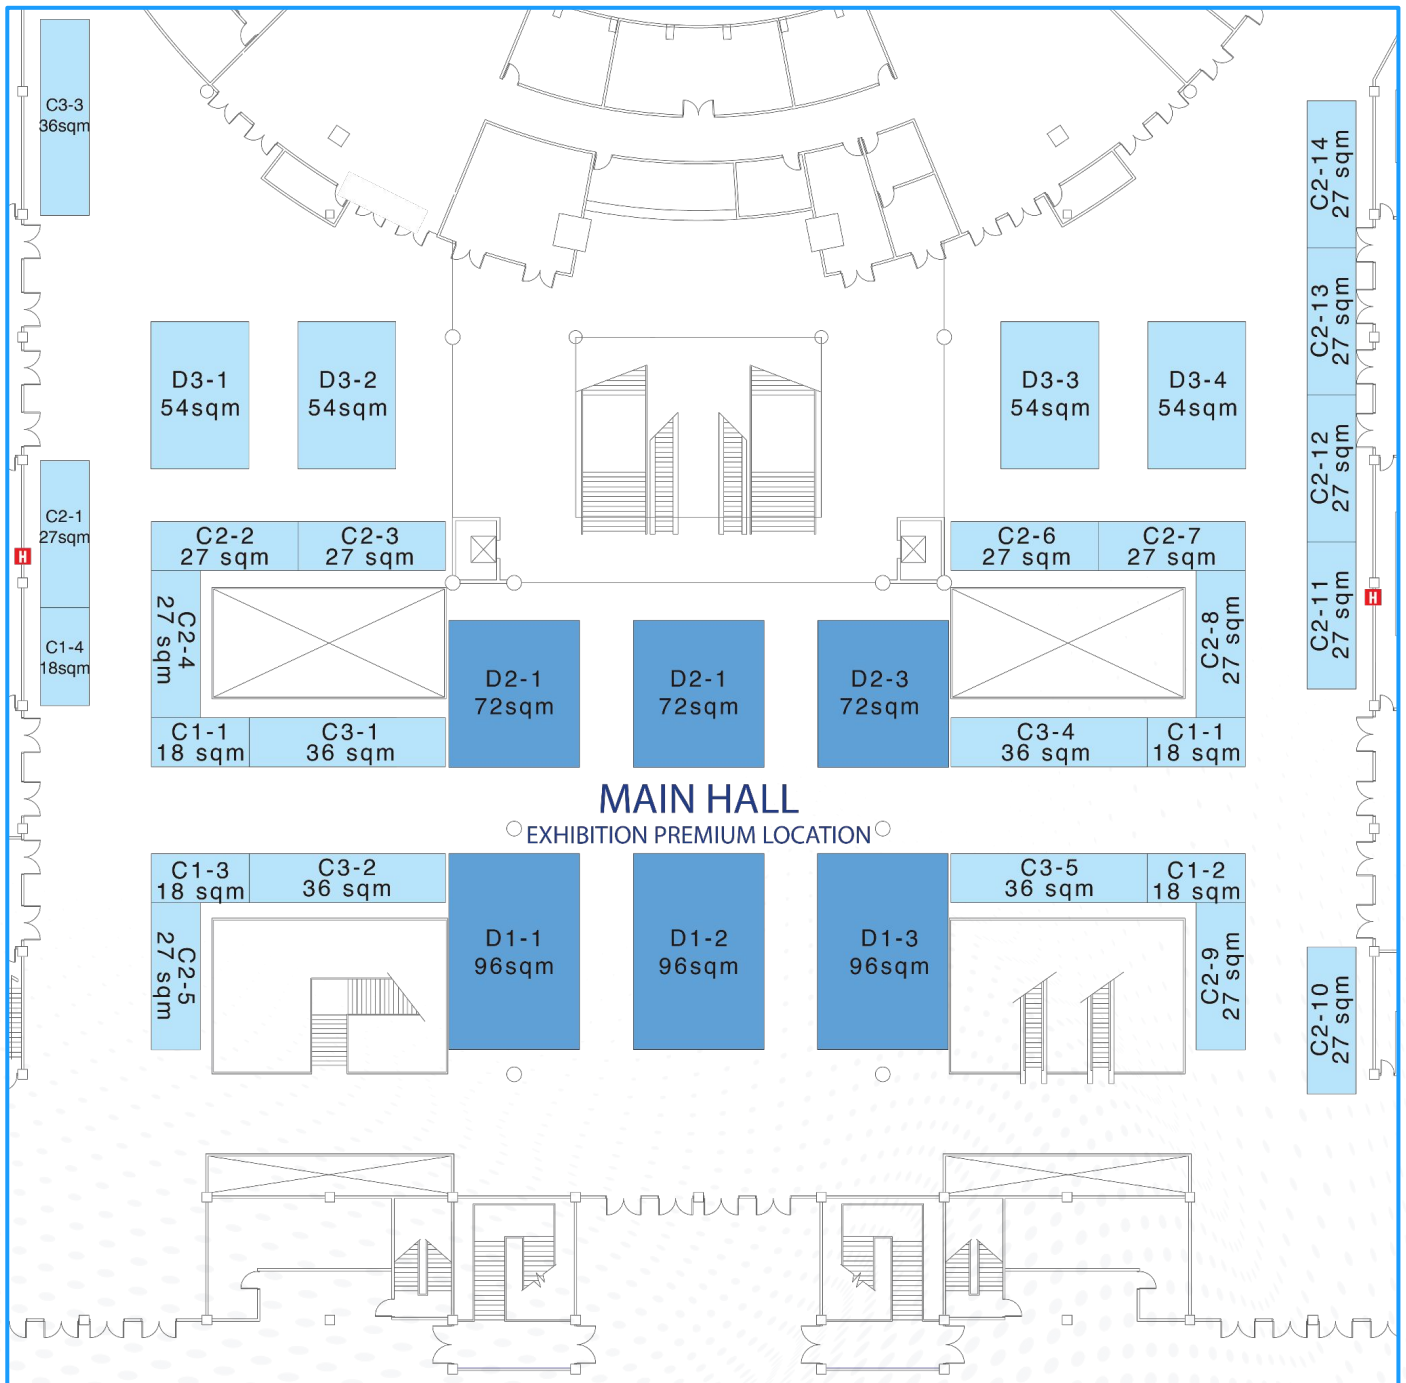 C3-3
36sqm
C2-14
27 sqm
C2-13
27 sqm
D3-1
54sqm
D3-2
54sqm
D3-3
54sqm
D3-4
54sqm
C2-12
27 sqm
C2-1
27sqm
H
C2-2
27 sqm
C2-3
27 sqm
C2-6
27 sqm
C2-7
27 sqm
C2-11
27 sqm
H
C1-4
18sqm
C2-4
27 sqm
C2-8
27 sqm
D2-1
72sqm
D2-1
72sqm
D2-3
72sqm
C1-1
18 sqm
C3-1
36 sqm
C3-4
36 sqm
C1-1
18 sqm
MAIN HALL
EXHIBITION PREMIUM LOCATION
C1-3
18 sqm
C3-2
36 sqm
C3-5
36 sqm
C1-2
18 sqm
C2-5
27 sqm
D1-1
96sqm
D1-2
96sqm
D1-3
96sqm
C2-9
27 sqm
C2-10
27 sqm